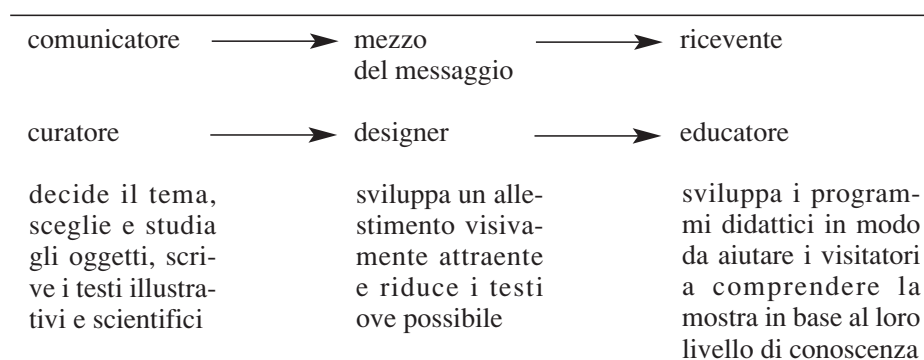 comunicatore mezzo ricevente
del messaggio
curatore designer educatore
decide il tema,
sceglie e studia
gli oggetti, scri-
ve i testi illustra-
tivi e scientifici
sviluppa un alle-
stimento visiva-
mente attraente
e riduce i testi
ove possibile
sviluppa i program-
mi didattici in modo
da aiutare i visitatori
a comprendere la
mostra in base al loro
livello di conoscenza